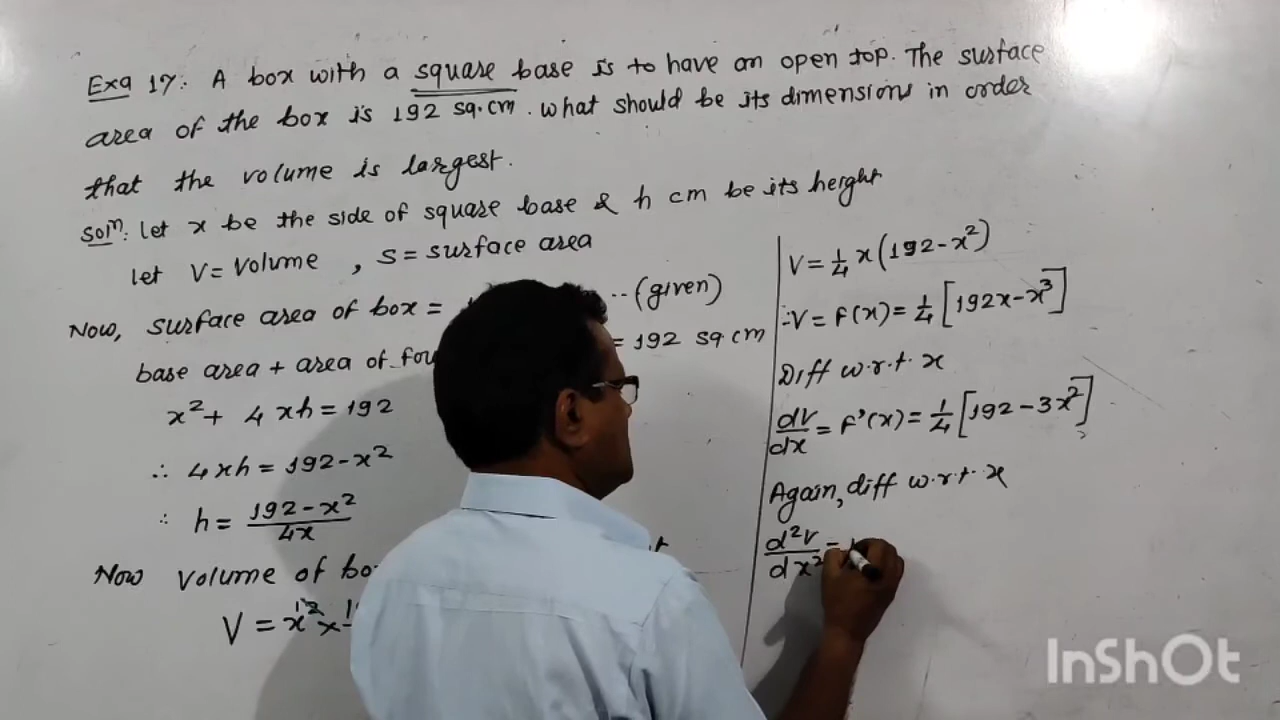 Exa 17: A box with a square base is to have an open top. The surface
area of the box is 192 sq.cm. what should be its dimensions in order
that the volume is largest.
Solⁿ: Let x be the side of square base & h cm be its height
let V = Volume, S = surface area
Now, surface area of box = ·· (given)
base area + area of = 192 sq.cm
x² + 4xh = 192
∴ 4xh = 192 - x²
∴ h = (192 - x²)/4x
Now volume of
V = x² ×
V = 1/4 x (192 - x²)
∴ V = f(x) = 1/4 [192x - x³]
Diff w.r.t. x
dV/dx = f'(x) = 1/4 [192 - 3x²]
Again, diff w.r.t. x
d²V/dx² =
InShOt